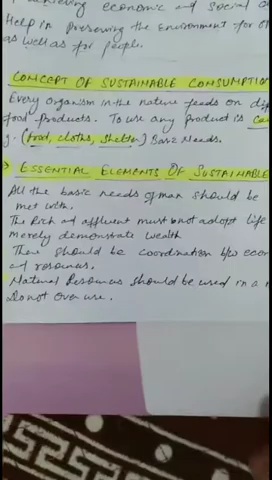 achieving economic and social
Help in preserving the Environment for
as well as for people.
CONCEPT OF SUSTAINABLE CONSUMPTION
Every organism in the nature feeds on
food products. To use any product is
g. (food, cloths, shelter) Basic Needs.
ESSENTIAL ELEMENTS OF SUSTAINABLE
All the basic needs of man should be
met with.
The Rich and affluent must not adopt life
merely demonstrate wealth
There should be coordination b/w
of resources.
Natural Resources should be used in a
Do not over use.